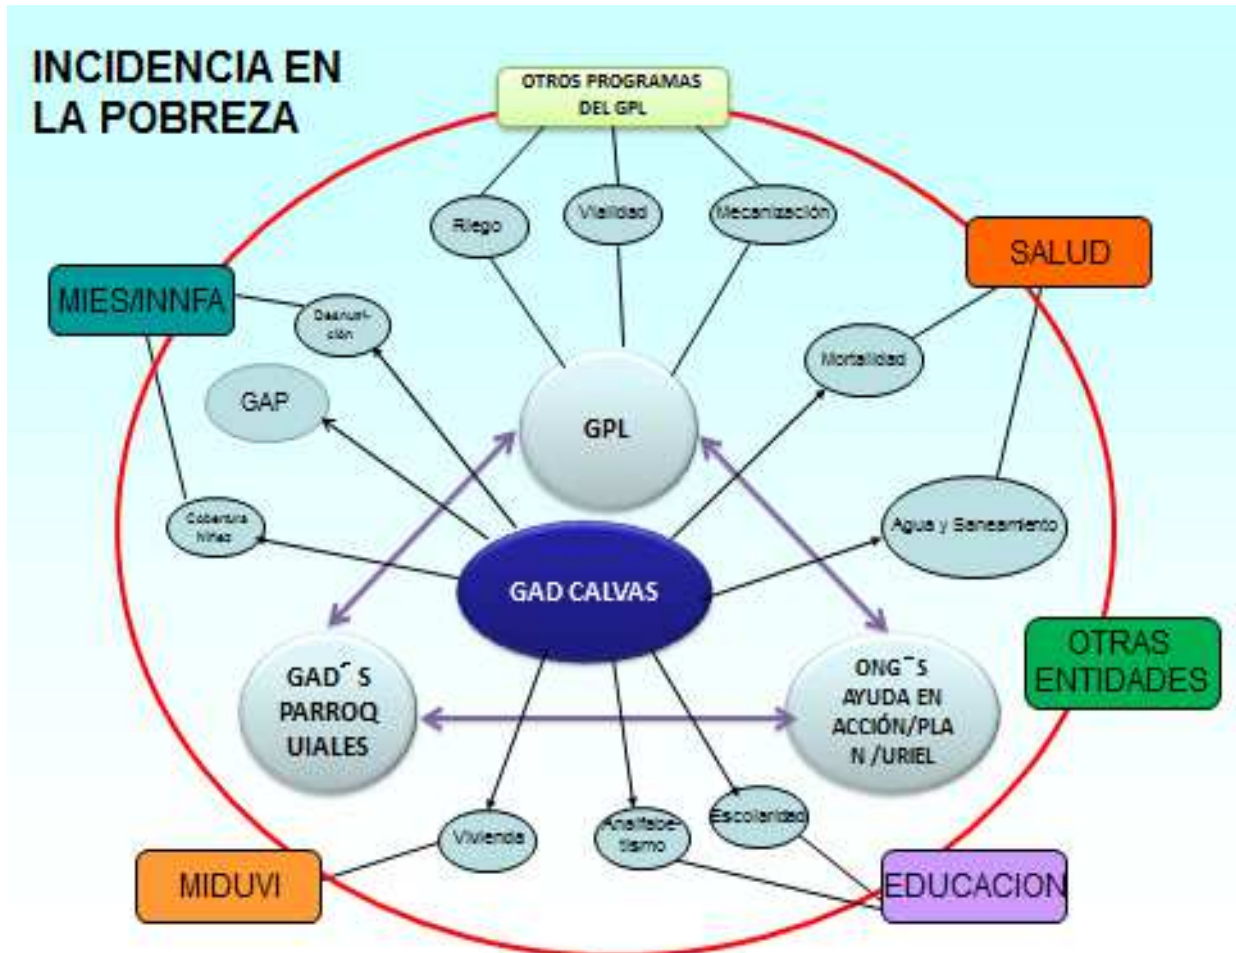 INCIDENCIA EN
LA POBREZA
OTROS PROGRAMAS
DEL GPL
Riego
Vialidad
Mecanización
SALUD
MIES/INNFA
Desnutri-
ción
Mortalidad
GAP
GPL
Cobertura
Niñez
Agua y Saneamiento
GAD CALVAS
OTRAS
ENTIDADES
GAD´ S
PARROQ
UIALES
ONG¨S
AYUDA EN
ACCIÓN/PLA
N /URIEL
Vivienda
Analfabe-
tismo
Escolaridad
MIDUVI
EDUCACION